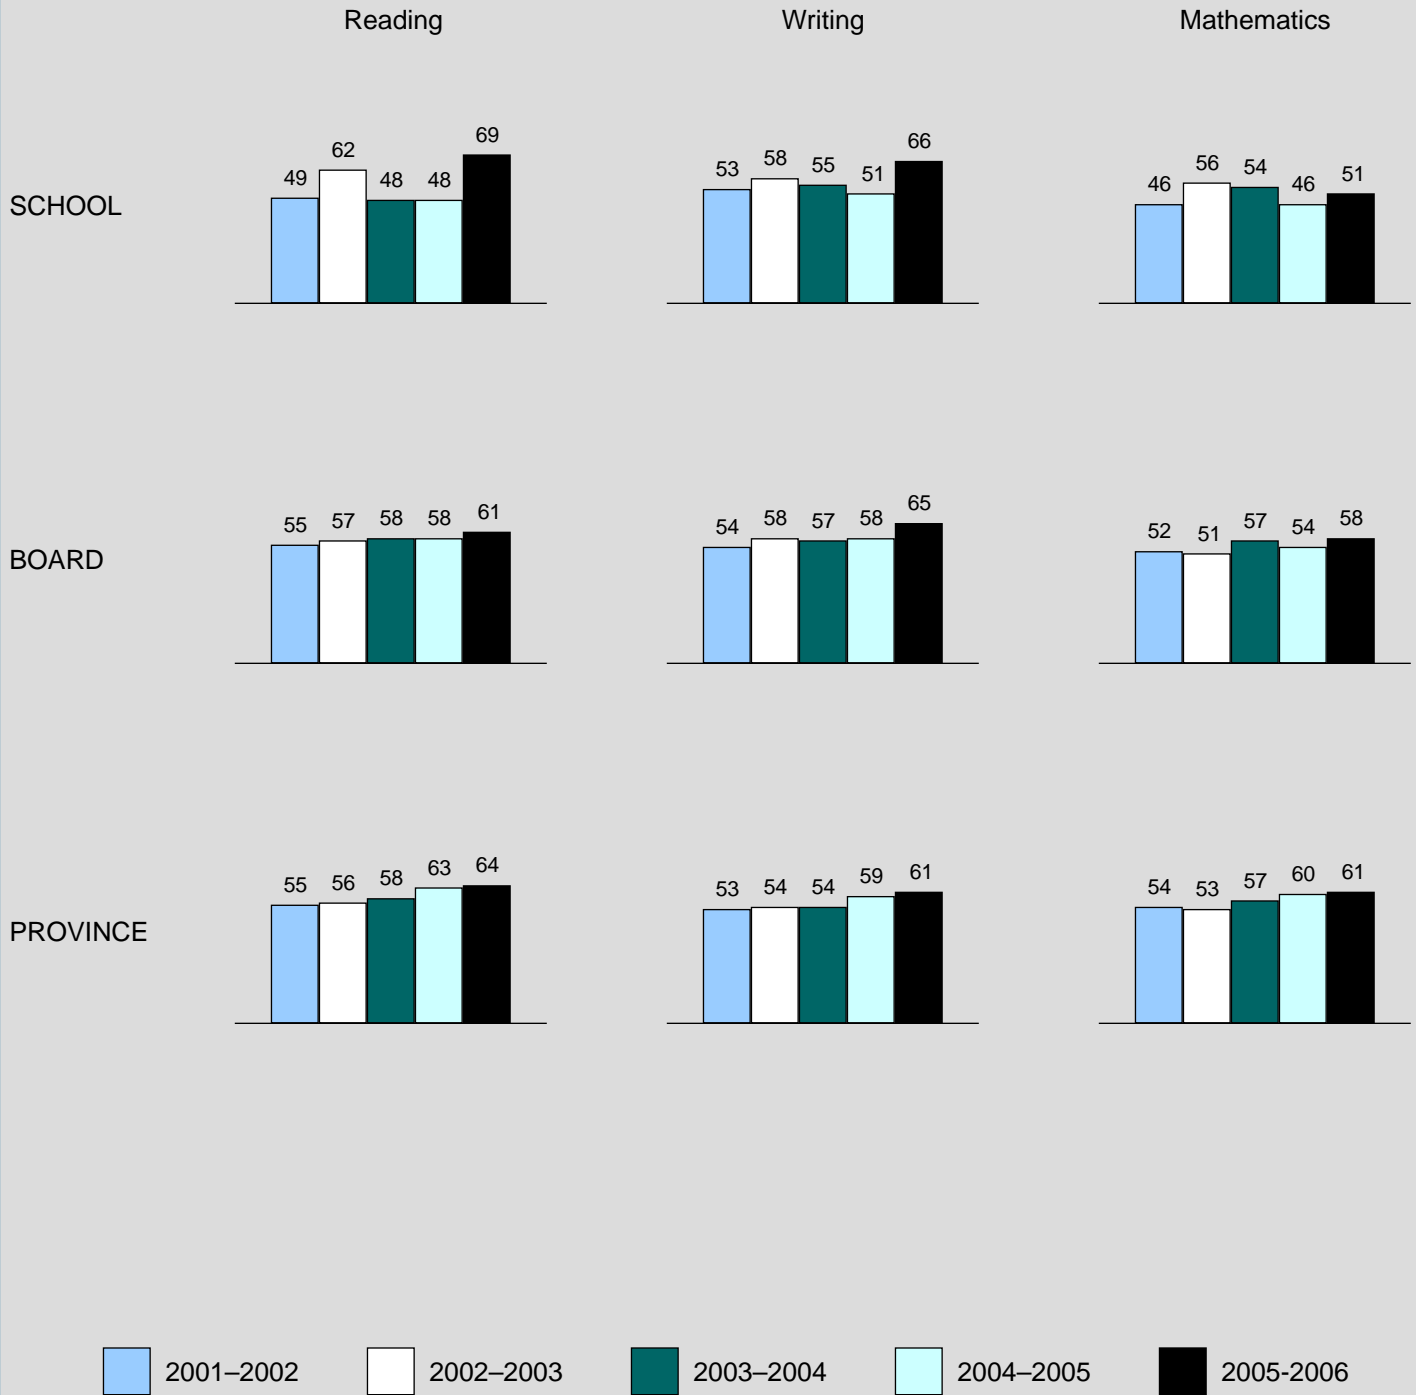 Reading Writing Mathematics
SCHOOL
49 62 48 48 69
53 58 55 51 66
46 56 54 46 51
BOARD
55 57 58 58 61
54 58 57 58 65
52 51 57 54 58
PROVINCE
55 56 58 63 64
53 54 54 59 61
54 53 57 60 61
2001–2002 2002–2003 2003–2004 2004–2005 2005-2006